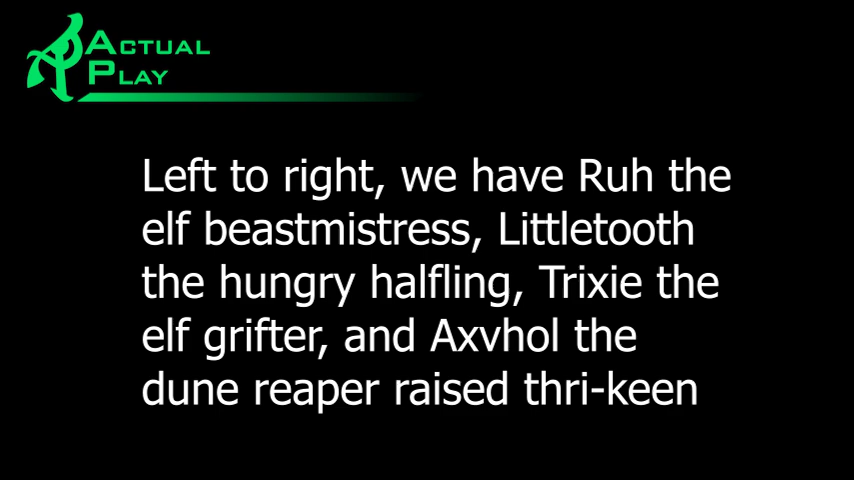 Actual
Play
Left to right, we have Ruh the
elf beastmistress, Littletooth
the hungry halfling, Trixie the
elf grifter, and Axvhol the
dune reaper raised thri-keen